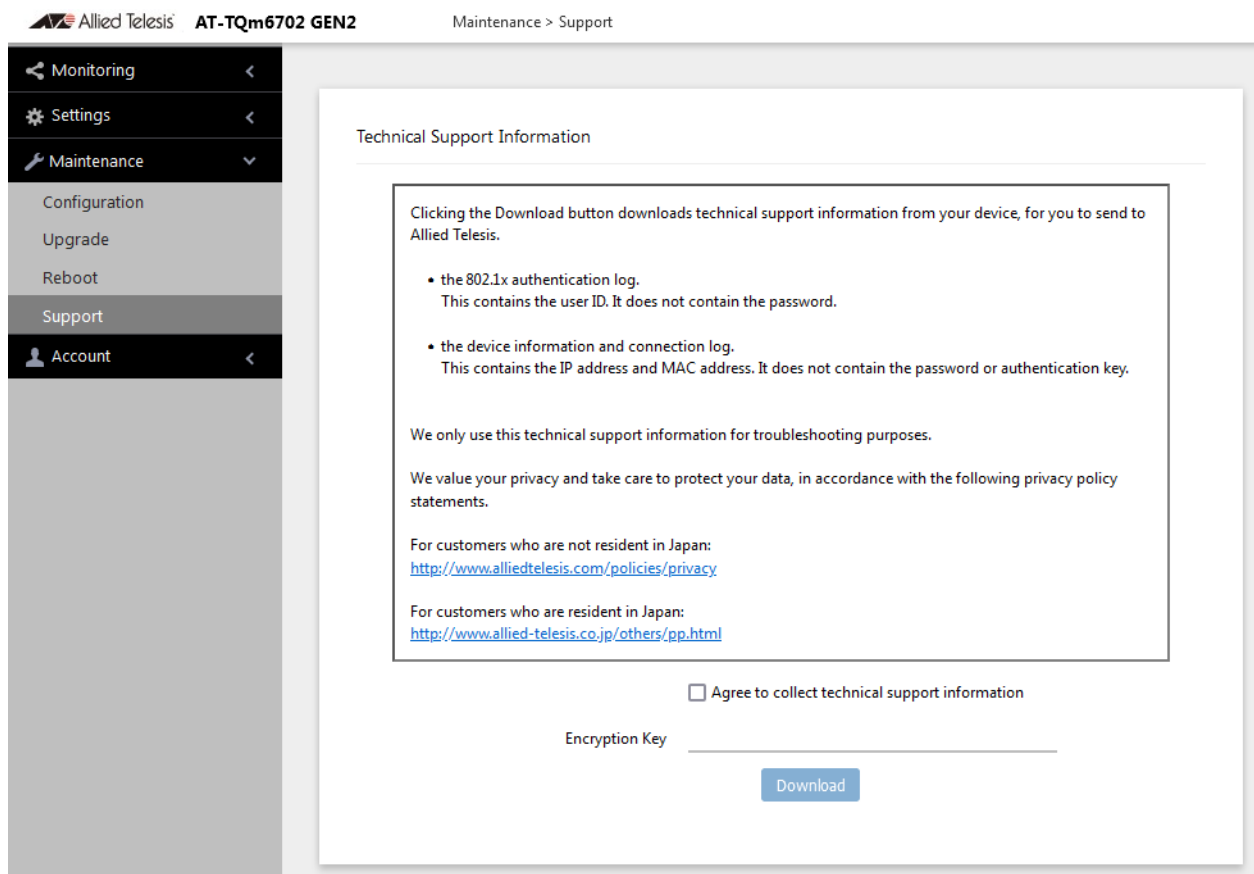 Allied Telesis AT-TQm6702 GEN2 Maintenance > Support
Monitoring
Settings
Maintenance
Configuration
Upgrade
Reboot
Support
Account
Technical Support Information
Clicking the Download button downloads technical support information from your device, for you to send to
Allied Telesis.
• the 802.1x authentication log.
This contains the user ID. It does not contain the password.
• the device information and connection log.
This contains the IP address and MAC address. It does not contain the password or authentication key.
We only use this technical support information for troubleshooting purposes.
We value your privacy and take care to protect your data, in accordance with the following privacy policy
statements.
For customers who are not resident in Japan:
http://www.alliedtelesis.com/policies/privacy
For customers who are resident in Japan:
http://www.allied-telesis.co.jp/others/pp.html
Agree to collect technical support information
Encryption Key
Download